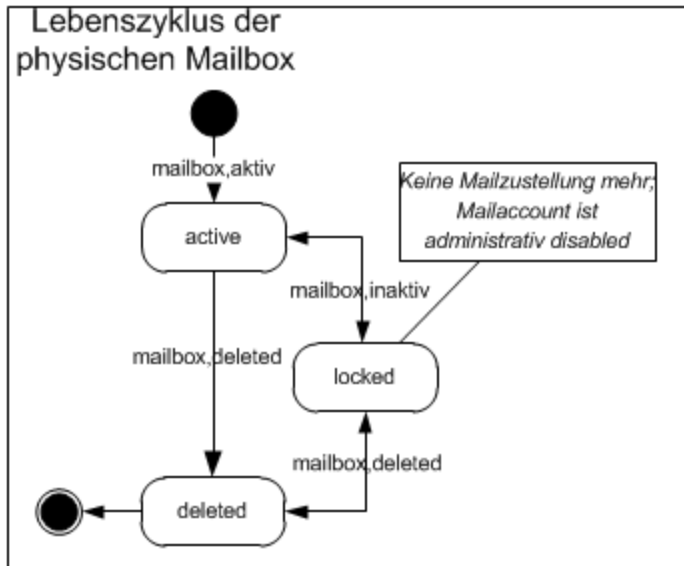 Lebenszyklus der
physischen Mailbox
mailbox,aktiv
Keine Mailzustellung mehr;
Mailaccount ist
administrativ disabled
active
mailbox,inaktiv
mailbox,deleted
locked
mailbox,deleted
deleted